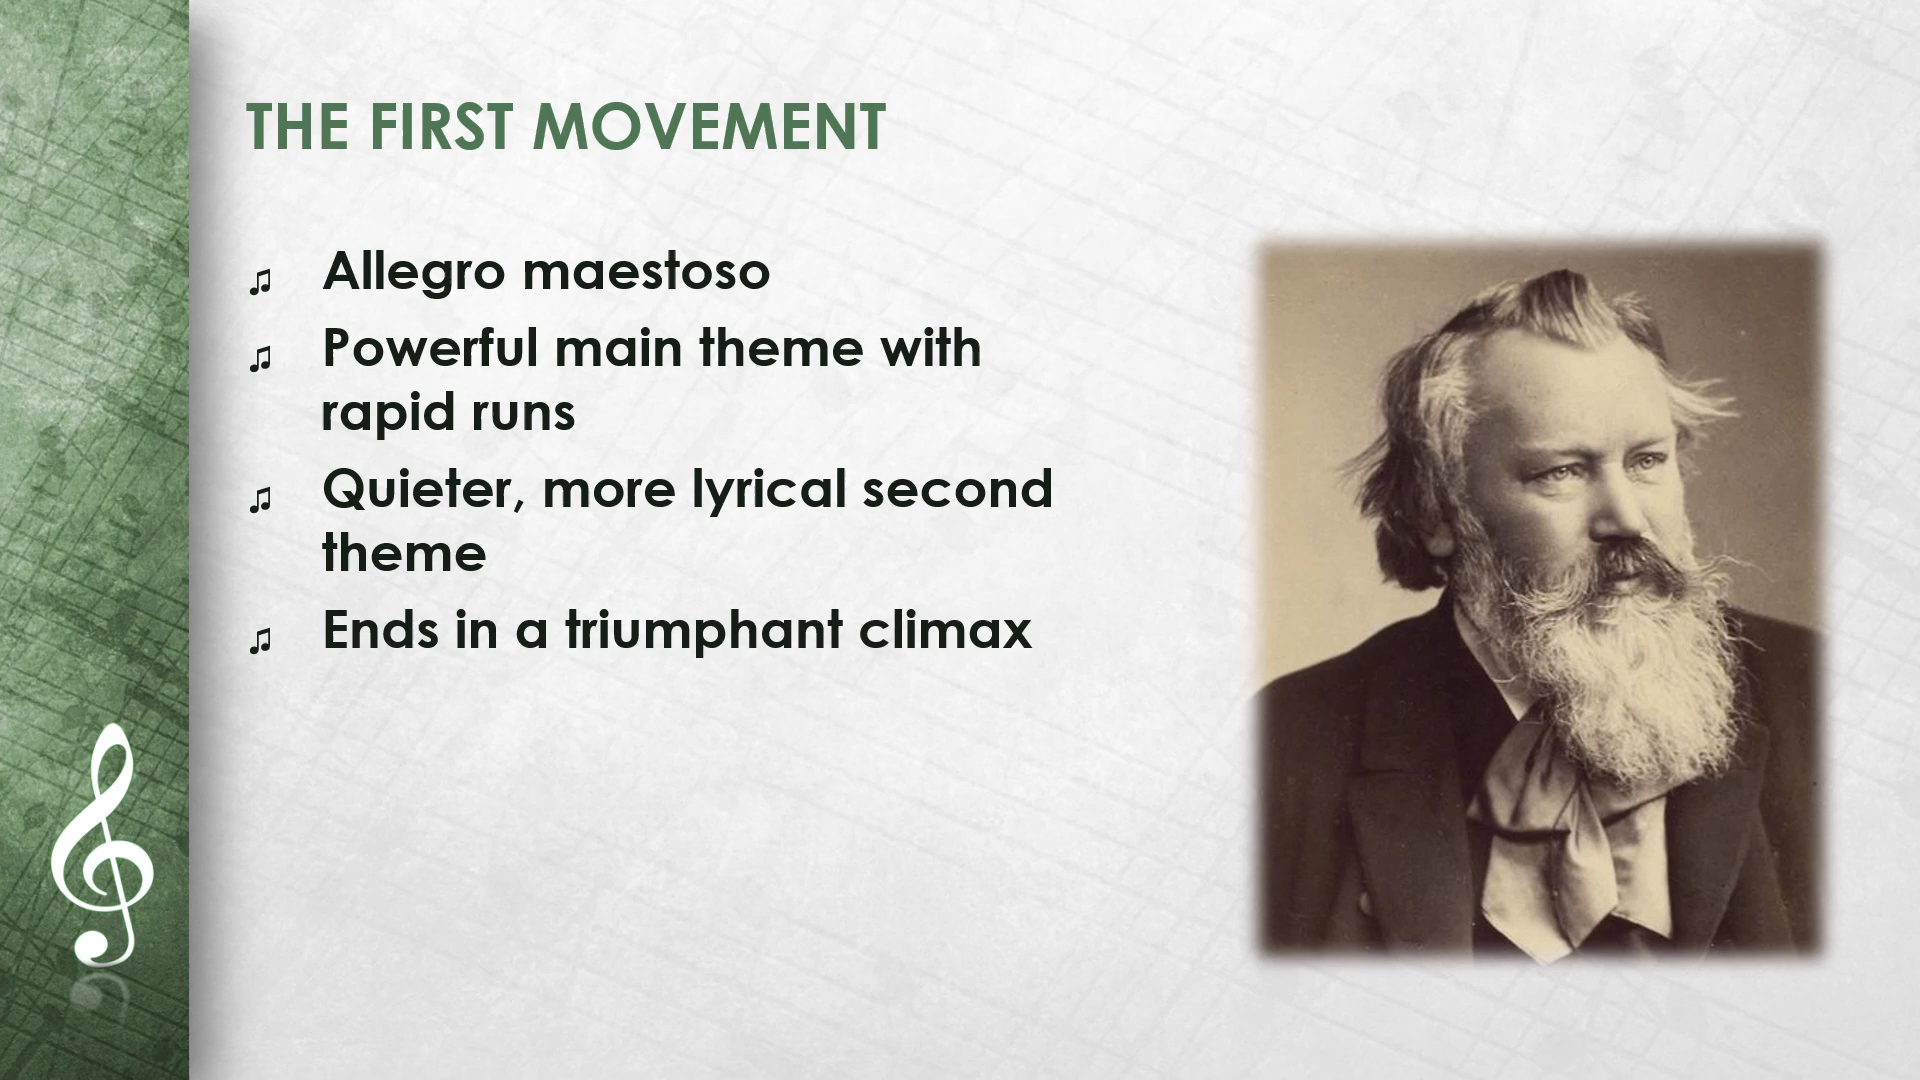 THE FIRST MOVEMENT
♫ Allegro maestoso
♫ Powerful main theme with
rapid runs
♫ Quieter, more lyrical second
theme
♫ Ends in a triumphant climax